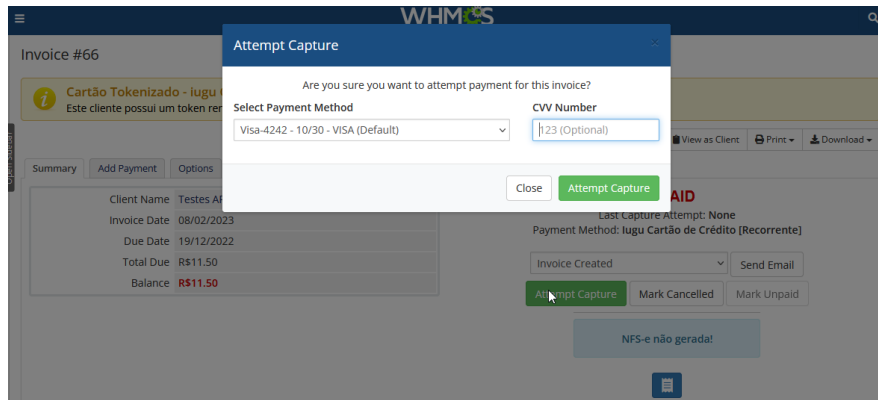 WHMCS
Invoice #66
Attempt Capture
Are you sure you want to attempt payment for this invoice?
Select Payment Method
CVV Number
Visa-4242 - 10/30 - VISA (Default)
123 (Optional)
Close
Attempt Capture
Cartão Tokenizado - iugu
Este cliente possui um token
View as Client
Print
Download
Open Sidebar
Summary
Add Payment
Options
Client Name Testes
Invoice Date 08/02/2023
Due Date 19/12/2022
Total Due R$11.50
Balance R$11.50
AID
Last Capture Attempt: None
Payment Method: Iugu Cartão de Crédito [Recorrente]
Invoice Created
Send Email
Attempt Capture
Mark Cancelled
Mark Unpaid
NFS-e não gerada!